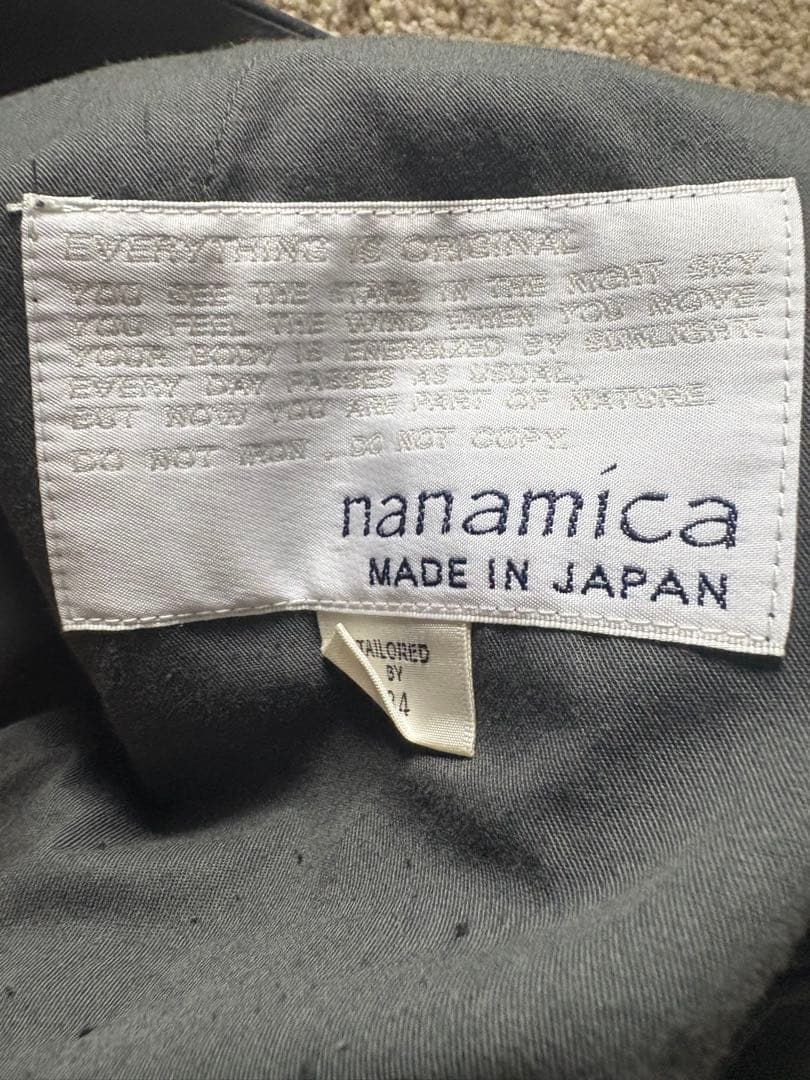 EVERYTHING IS ORIGINAL
YOU SEE THE STARS IN THE NIGHT SKY.
YOU FEEL THE WIND WHEN YOU MOVE.
YOUR BODY IS ENERGIZED BY SUNLIGHT.
EVERY DAY PASSES AS USUAL,
BUT NOW YOU ARE PART OF NATURE.
DO NOT IRON. DO NOT COPY.
nanamica
MADE IN JAPAN
TAILORED
BY